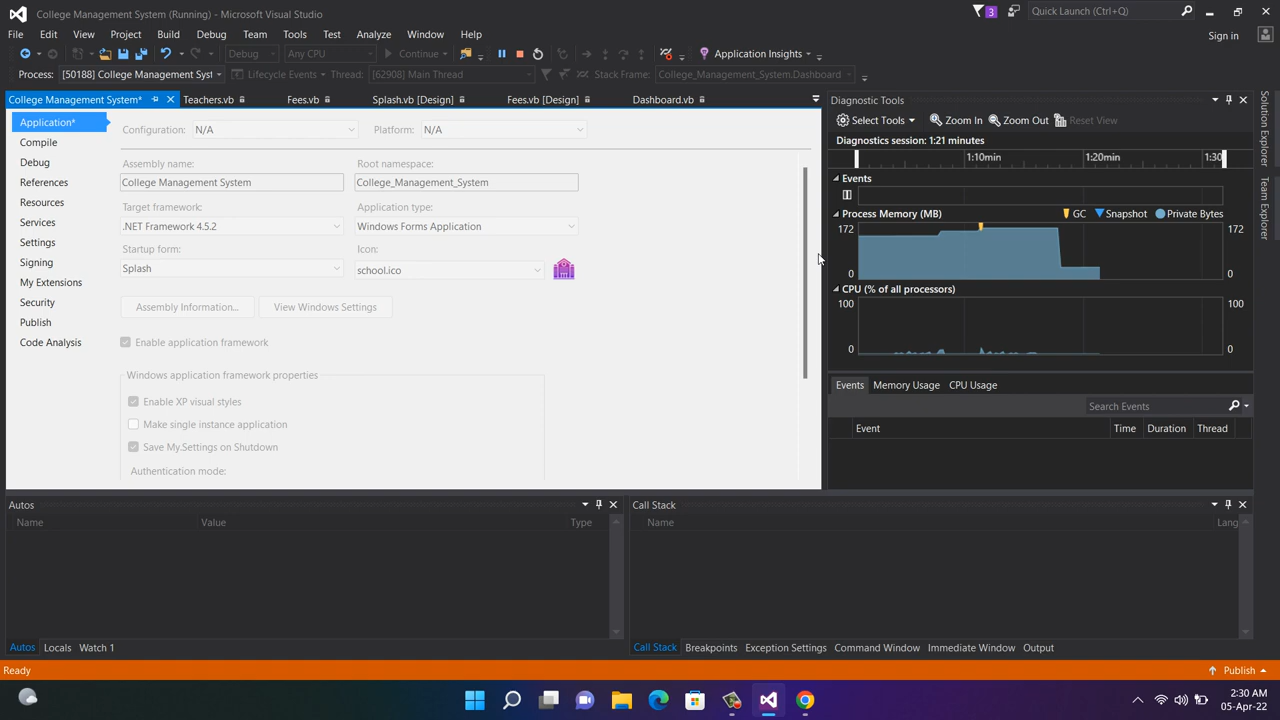 College Management System (Running) - Microsoft Visual Studio
3
Quick Launch (Ctrl+Q)
File Edit View Project Build Debug Team Tools Test Analyze Window Help
Sign in
Debug Any CPU Continue Application Insights
Process: [50188] College Management Syst Lifecycle Events Thread: [62908] Main Thread Stack Frame: College_Management_System.Dashboard
College Management System* Teachers.vb Fees.vb Splash.vb [Design] Fees.vb [Design] Dashboard.vb
Application*
Compile
Debug
References
Resources
Services
Settings
Signing
My Extensions
Security
Publish
Code Analysis
Configuration: N/A Platform: N/A
Assembly name: Root namespace:
College Management System College_Management_System
Target framework: Application type:
.NET Framework 4.5.2 Windows Forms Application
Startup form: Icon:
Splash school.ico
Assembly Information... View Windows Settings
Enable application framework
Windows application framework properties
Enable XP visual styles
Make single instance application
Save My.Settings on Shutdown
Authentication mode:
Diagnostic Tools
Select Tools Zoom In Zoom Out Reset View
Diagnostics session: 1:21 minutes
1:10min 1:20min 1:30
Events
Process Memory (MB) GC Snapshot Private Bytes
172 172
0 0
CPU (% of all processors)
100 100
0 0
Events Memory Usage CPU Usage
Search Events
Event Time Duration Thread
Solution Explorer
Team Explorer
Autos
Name Value Type
Autos Locals Watch 1
Call Stack
Name Lang
Call Stack Breakpoints Exception Settings Command Window Immediate Window Output
Ready Publish
2:30 AM
05-Apr-22